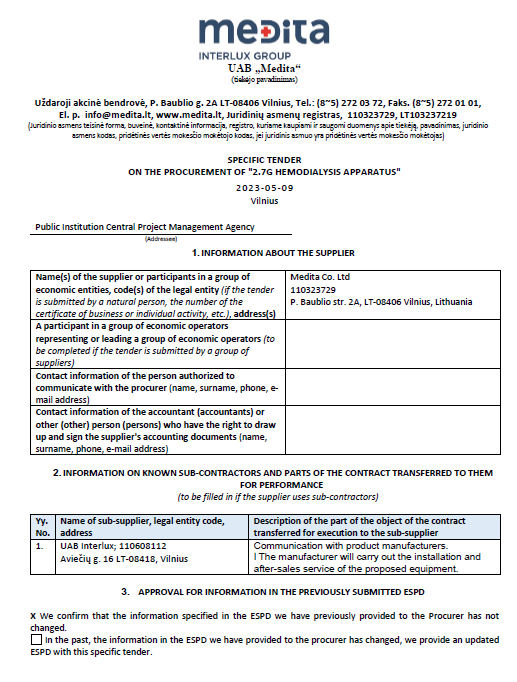 medita
INTERLUX GROUP
UAB „Medita“
(tiekėjo pavadinimas)
Uždaroji akcinė bendrovė, P. Baublio g. 2A LT-08406 Vilnius, Tel.: (8~5) 272 03 72, Faks. (8~5) 272 01 01,
El. p. info@medita.lt, www.medita.lt, Juridinių asmenų registras, 110323729, LT103237219
(Juridinio asmens teisinė forma, buveinė, kontaktinė informacija, registro, kuriame kaupiami ir saugomi duomenys apie tiekėją, pavadinimas, juridinio
asmens kodas, pridėtinės vertės mokesčio mokėtojo kodas, jei juridinis asmuo yra pridėtinės vertės mokesčio mokėtojas)
SPECIFIC TENDER
ON THE PROCUREMENT OF "2.7G HEMODIALYSIS APPARATUS"
2023-05-09
Vilnius
Public Institution Central Project Management Agency
(Addressee)
1. INFORMATION ABOUT THE SUPPLIER
Name(s) of the supplier or participants in a group of
economic entities, code(s) of the legal entity (if the tender
is submitted by a natural person, the number of the
certificate of business or individual activity, etc.), address(s)
Medita Co. Ltd
110323729
P. Baublio str. 2A, LT-08406 Vilnius, Lithuania
A participant in a group of economic operators
representing or leading a group of economic operators (to
be completed if the tender is submitted by a group of
suppliers)
Contact information of the person authorized to
communicate with the procurer (name, surname, phone, e-
mail address)
Contact information of the accountant (accountants) or
other (other) person (persons) who have the right to draw
up and sign the supplier's accounting documents (name,
surname, phone, e-mail address)
2. INFORMATION ON KNOWN SUB-CONTRACTORS AND PARTS OF THE CONTRACT TRANSFERRED TO THEM
FOR PERFORMANCE
(to be filled in if the supplier uses sub-contractors)
Yy.
No.
Name of sub-supplier, legal entity code,
address
Description of the part of the object of the contract
transferred for execution to the sub-supplier
1.
UAB Interlux; 110608112
Aviečių g. 16 LT-08418, Vilnius
Communication with product manufacturers.
I The manufacturer will carry out the installation and
after-sales service of the proposed equipment.
3. APPROVAL FOR INFORMATION IN THE PREVIOUSLY SUBMITTED ESPD
X We confirm that the information specified in the ESPD we have previously provided to the Procurer has not
changed.
In the past, the information in the ESPD we have provided to the procurer has changed, we provide an updated
ESPD with this specific tender.